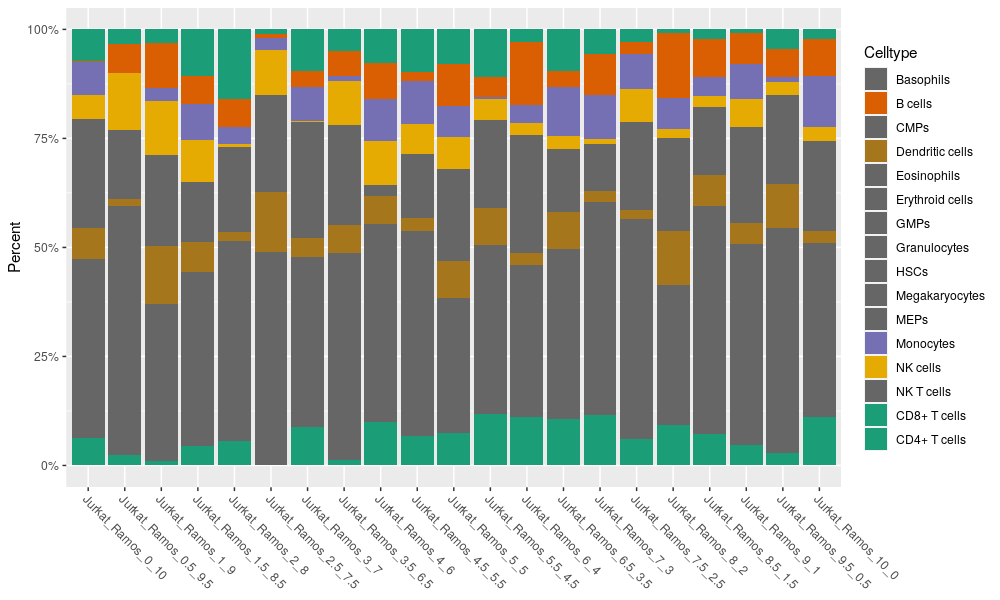 100%
75%
50%
25%
0%
Percent
Jurkat_Ramos_0_10
Jurkat_Ramos_0.5_9.5
Jurkat_Ramos_1_9
Jurkat_Ramos_1.5_8.5
Jurkat_Ramos_2_8
Jurkat_Ramos_2.5_7.5
Jurkat_Ramos_3_7
Jurkat_Ramos_3.5_6.5
Jurkat_Ramos_4_6
Jurkat_Ramos_4.5_5.5
Jurkat_Ramos_5_5
Jurkat_Ramos_5.5_4.5
Jurkat_Ramos_6_4
Jurkat_Ramos_6.5_3.5
Jurkat_Ramos_7_3
Jurkat_Ramos_7.5_2.5
Jurkat_Ramos_8_2
Jurkat_Ramos_8.5_1.5
Jurkat_Ramos_9_1
Jurkat_Ramos_9.5_0.5
Jurkat_Ramos_10_0
Celltype
Basophils
B cells
CMPs
Dendritic cells
Eosinophils
Erythroid cells
GMPs
Granulocytes
HSCs
Megakaryocytes
MEPs
Monocytes
NK cells
NK T cells
CD8+ T cells
CD4+ T cells